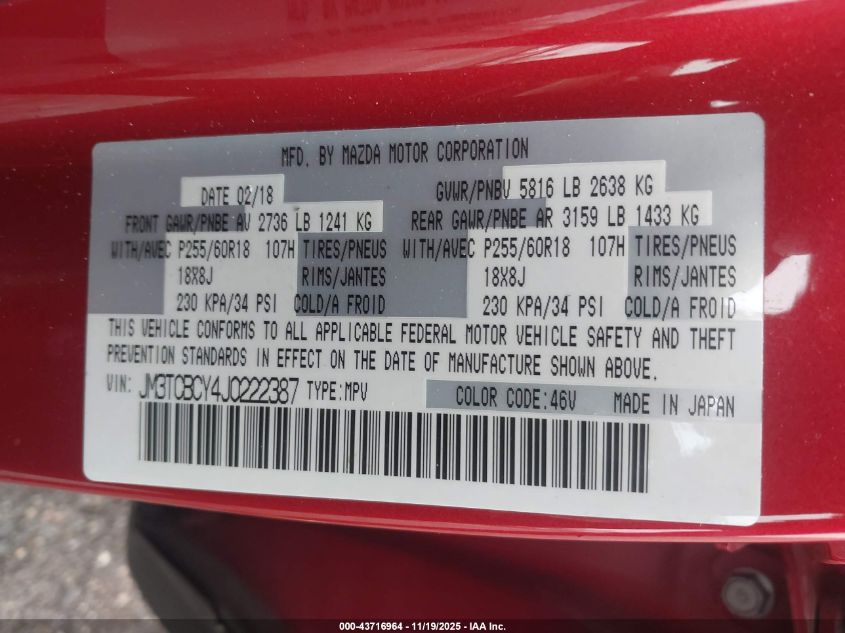 MFD. BY MAZDA MOTOR CORPORATION
DATE 02/18 GVWR/PNBV 5816 LB 2638 KG
FRONT GAWR/PNBE AV 2736 LB 1241 KG REAR GAWR/PNBE AR 3159 LB 1433 KG
WITH/AVEC P255/60R18 107H TIRES/PNEUS WITH/AVEC P255/60R18 107H TIRES/PNEUS
18X8J RIMS/JANTES 18X8J RIMS/JANTES
230 KPA/34 PSI COLD/A FROID 230 KPA/34 PSI COLD/A FROID
THIS VEHICLE CONFORMS TO ALL APPLICABLE FEDERAL MOTOR VEHICLE SAFETY AND THEFT
PREVENTION STANDARDS IN EFFECT ON THE DATE OF MANUFACTURE SHOWN ABOVE.
VIN: JM3TCBCY4J0222387 TYPE:MPV COLOR CODE:46V MADE IN JAPAN
000-43716964 - 11/19/2025 - IAA Inc.